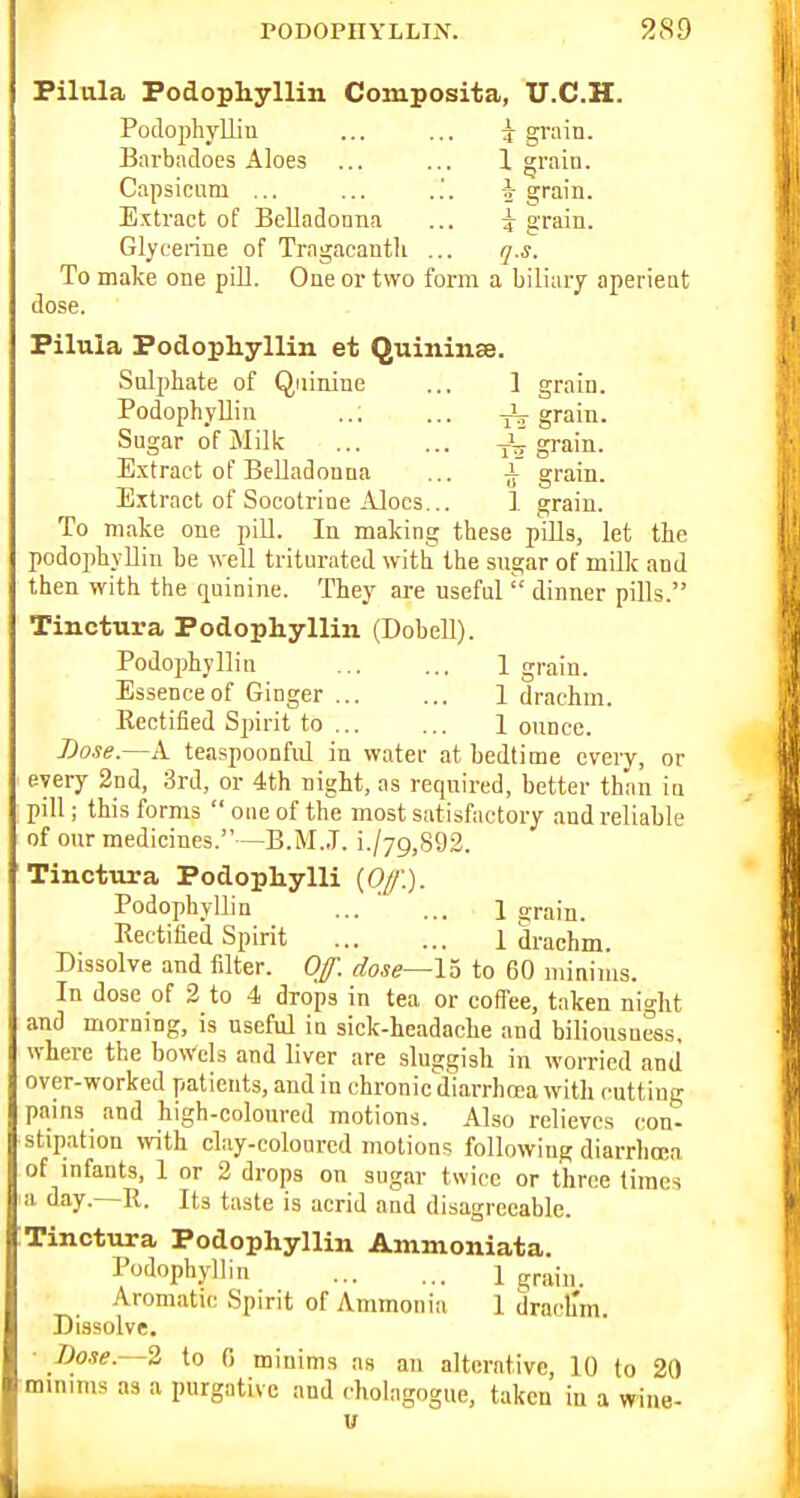 PODOPHYLLIN. 289
Pilula Podophyllin Composita, U.C.H.
Podophyllin ... ... ¼ grain.
Barbadoes Aloes ... ... 1 grain.
Capsicum ... ... ... ½ grain.
Extract of Belladonna ... ¼ grain.
Glycerine of Tragacanth ... q.s.
To make one pill. One or two form a biliary aperient
dose.
Pilula Podophyllin et Quininæ.
Sulphate of Quinine ... 1 grain.
Podophyllin ... ... 1/12 grain.
Sugar of Milk ... ... 1/12 grain.
Extract of Belladonna ... grain.
Extract of Socotrine Aloes... 1 grain.
To make one pill. In making these pills, let the
podophyllin be well triturated with the sugar of milk and
then with the quinine. They are useful “ dinner pills.”
Tinctura Podophyllin (Dobell).
Podophyllin ... ... 1 grain.
Essence of Ginger ... ... 1 drachm.
Rectified Spirit to ... ... 1 ounce.
Dose.—A teaspoonful in water at bedtime every, or
every 2nd, 3rd, or 4th night, as required, better than in
pill; this forms “ one of the most satisfactory and reliable
of our medicines.”—B.M.J. i./79,892.
Tinctura Podophylli (Off.).
Podophyllin ... ... 1 grain.
Rectified Spirit ... ... 1 drachm.
Dissolve and filter. Off. dose—15 to 60 minims.
In dose of 2 to 4 drops in tea or coffee, taken night
and morning, is useful in sick-headache and biliousness,
where the bowels and liver are sluggish in worried and
over-worked patients, and in chronic diarrhœa with cutting
pains and high-coloured motions. Also relieves con-
stipation with clay-coloured motions following diarrhœa
of infants, 1 or 2 drops on sugar twice or three times
a day.—R. Its taste is acrid and disagreeable.
Tinctura Podophyllin Ammoniata.
Podophyllin ... ... 1 grain.
Aromatic Spirit of Ammonia 1 drachm.
Dissolve.
Dose.—2 to 6 minims as an alterative, 10 to 20
minims as a purgative and cholagogue, taken in a wine-
U